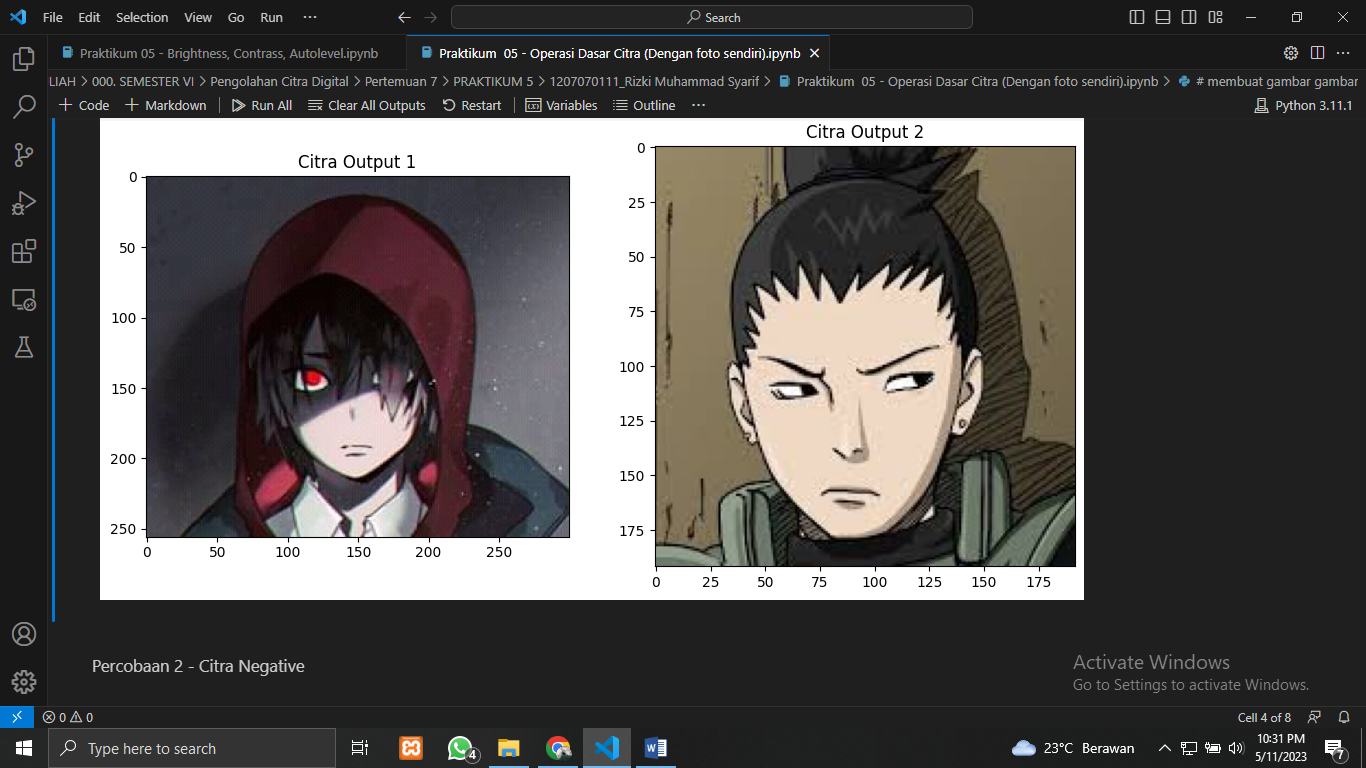 File Edit Selection View Go Run ··· Search
Praktikum 05 - Brightness, Contrass, Autolevel.ipynb Praktikum 05 - Operasi Dasar Citra (Dengan foto sendiri).ipynb
LIAH > 000. SEMESTER VI > Pengolahan Citra Digital > Pertemuan 7 > PRAKTIKUM 5 > 1207070111_Rizki Muhammad Syarif > Praktikum 05 - Operasi Dasar Citra (Dengan foto sendiri).ipynb > # membuat gambar gambar
+ Code + Markdown Run All Clear All Outputs Restart Variables Outline ··· Python 3.11.1
Citra Output 1
0
50
100
150
200
250
0 50 100 150 200 250
Citra Output 2
0
25
50
75
100
125
150
175
0 25 50 75 100 125 150 175
Percobaan 2 - Citra Negative
Activate Windows
Go to Settings to activate Windows.
0 0 Cell 4 of 8
Type here to search 4 23°C Berawan 10:31 PM
5/11/2023 7